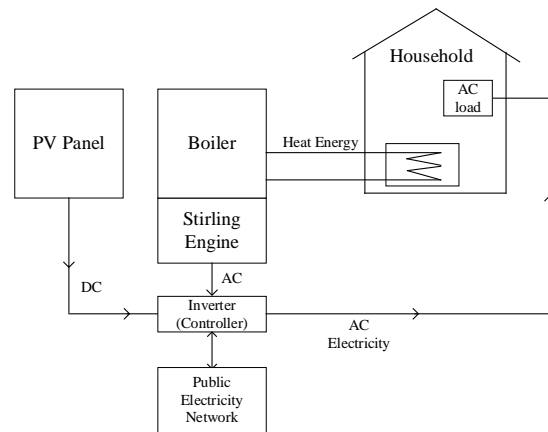 Household
AC
load
PV Panel
Boiler
Heat Energy
Stirling
Engine
AC
DC
Inverter
(Controller)
AC
Electricity
Public
Electricity
Network